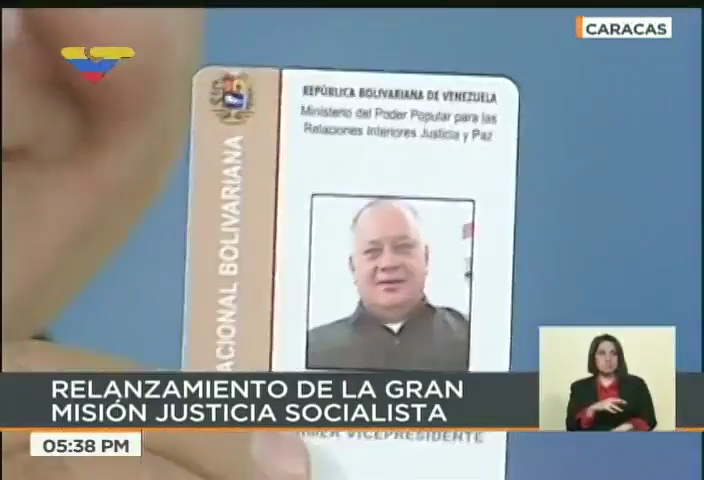 CARACAS
REPÚBLICA BOLIVARIANA DE VENEZUELA
Ministerio del Poder Popular para las
Relaciones Interiores Justicia y Paz
ACIONAL BOLIVARIANA
RELANZAMIENTO DE LA GRAN
MISIÓN JUSTICIA SOCIALISTA
VICEPRESIDENTE
05:38 PM